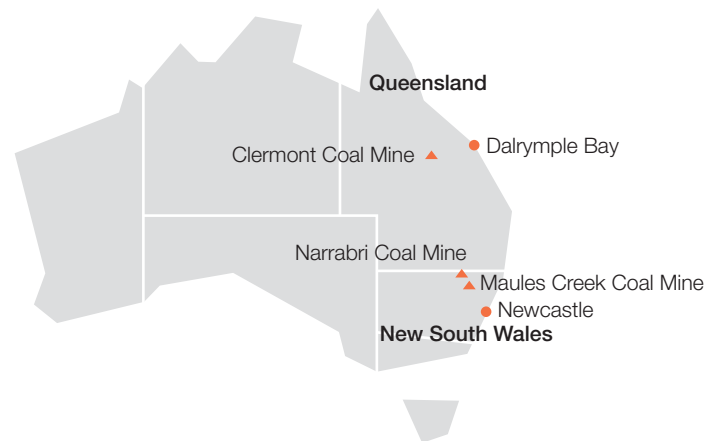 Queensland
Clermont Coal Mine
Dalrymple Bay
Narrabri Coal Mine
Maules Creek Coal Mine
Newcastle
New South Wales